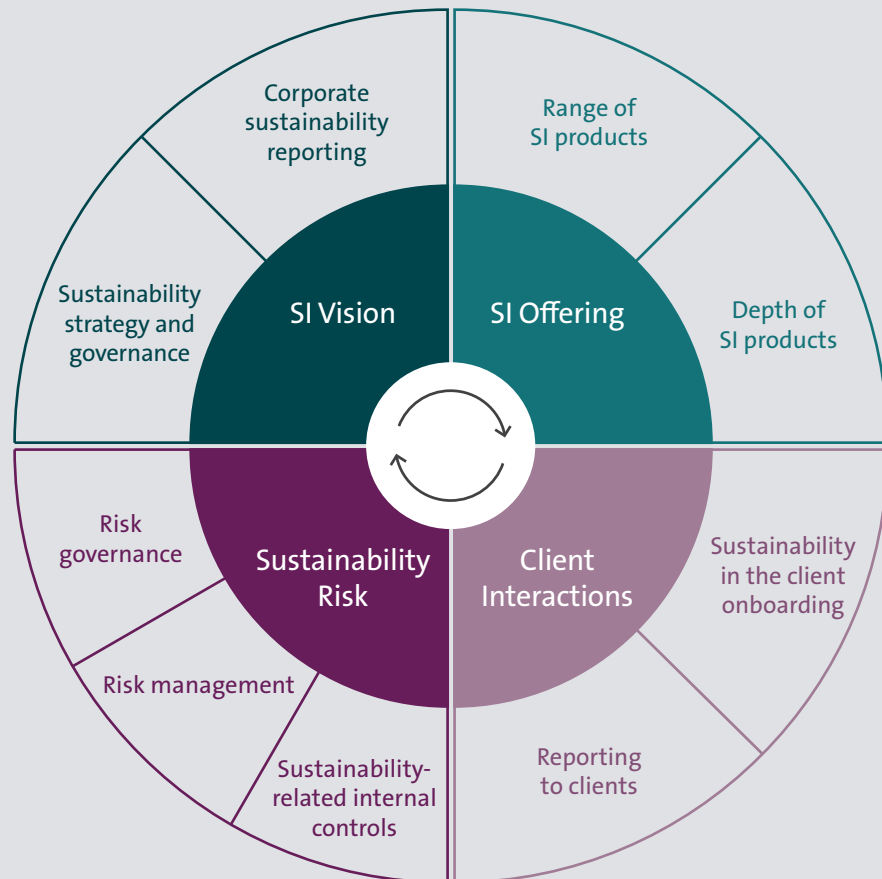 Corporate
sustainability
reporting
Range of
SI products
Sustainability
strategy and
governance
SI Vision
SI Offering
Depth of
SI products
Risk
governance
Sustainability
Risk
Client
Interactions
Sustainability
in the client
onboarding
Risk management
Sustainability-
related internal
controls
Reporting
to clients